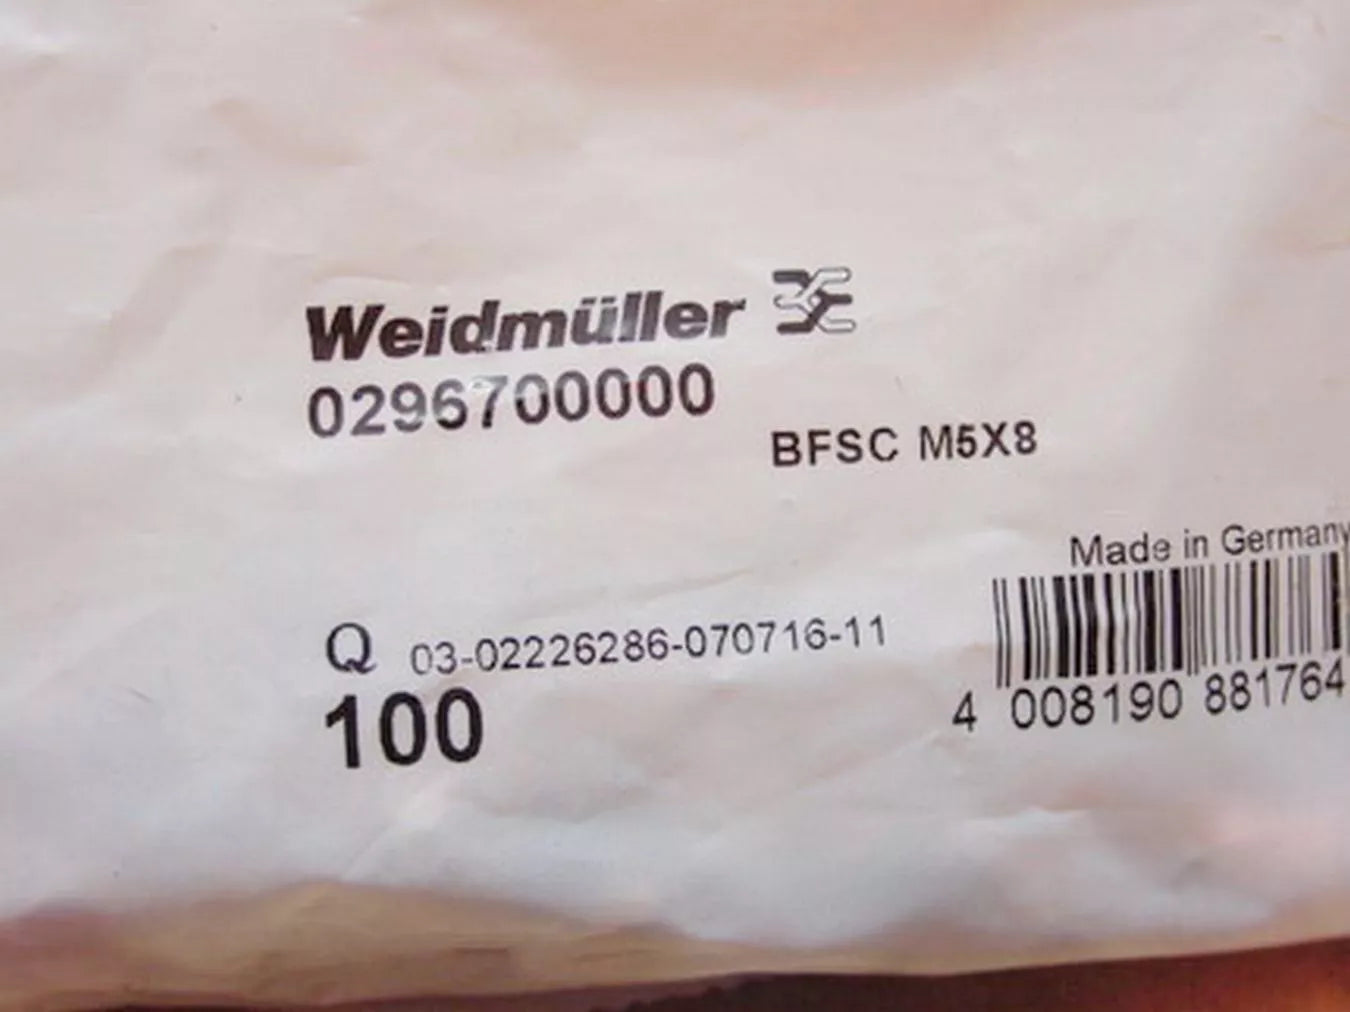 Weidmüller
0296700000
BFSC M5X8
Made in Germany
Q 03-02226286-070716-11
100
4 008190 881764